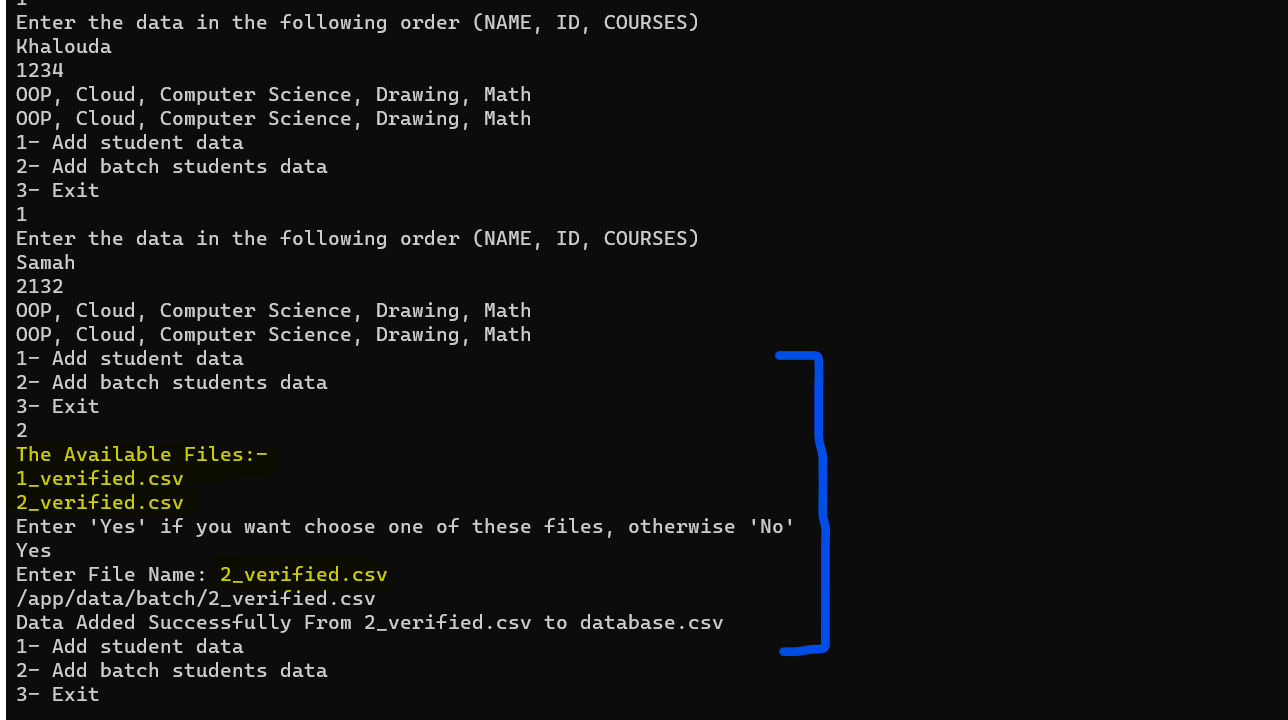 1
Enter the data in the following order (NAME, ID, COURSES)
Khalouda
1234
OOP, Cloud, Computer Science, Drawing, Math
OOP, Cloud, Computer Science, Drawing, Math
1- Add student data
2- Add batch students data
3- Exit
1
Enter the data in the following order (NAME, ID, COURSES)
Samah
2132
OOP, Cloud, Computer Science, Drawing, Math
OOP, Cloud, Computer Science, Drawing, Math
1- Add student data
2- Add batch students data
3- Exit
2
The Available Files:-
1_verified.csv
2_verified.csv
Enter 'Yes' if you want choose one of these files, otherwise 'No'
Yes
Enter File Name: 2_verified.csv
/app/data/batch/2_verified.csv
Data Added Successfully From 2_verified.csv to database.csv
1- Add student data
2- Add batch students data
3- Exit